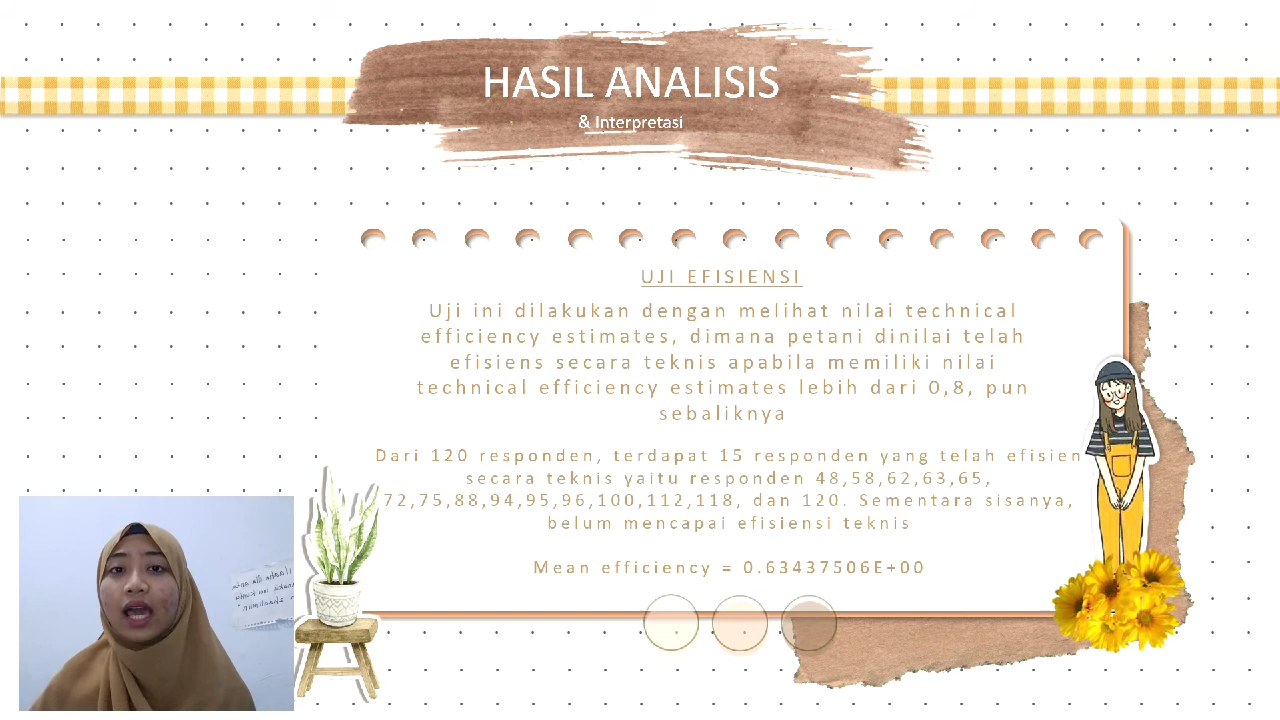 HASIL ANALISIS
& Interpretasi
UJI EFISIENSI
Uji ini dilakukan dengan melihat nilai technical
efficiency estimates, dimana petani dinilai telah
efisiens secara teknis apabila memiliki nilai
technical efficiency estimates lebih dari 0,8, pun
sebaliknya
Dari 120 responden, terdapat 15 responden yang telah efisien
secara teknis yaitu responden 48,58,62,63,65,
72,75,88,94,95,96,100,112,118, dan 120. Sementara sisanya,
belum mencapai efisiensi teknis
Mean efficiency = 0.63437506E+00